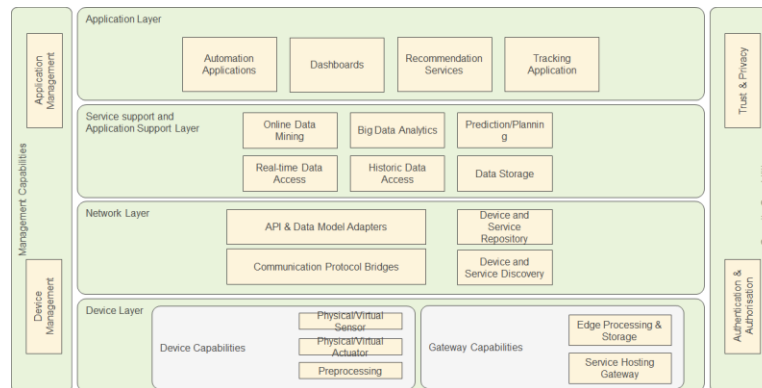 Application Layer
Automation
Applications
Dashboards
Recommendation
Services
Tracking
Application
Application
Management
Trust & Privacy
Service support and
Application Support Layer
Online Data
Mining
Big Data Analytics
Prediction/Plannin
g
Real-time Data
Access
Historic Data
Access
Data Storage
Management Capabilities
Network Layer
API & Data Model Adapters
Device and
Service
Repository
Communication Protocol Bridges
Device and
Service Discovery
Device
Management
Authentication &
Authorisation
Device Layer
Device Capabilities
Physical/Virtual
Sensor
Physical/Virtual
Actuator
Preprocessing
Gateway Capabilities
Edge Processing &
Storage
Service Hosting
Gateway